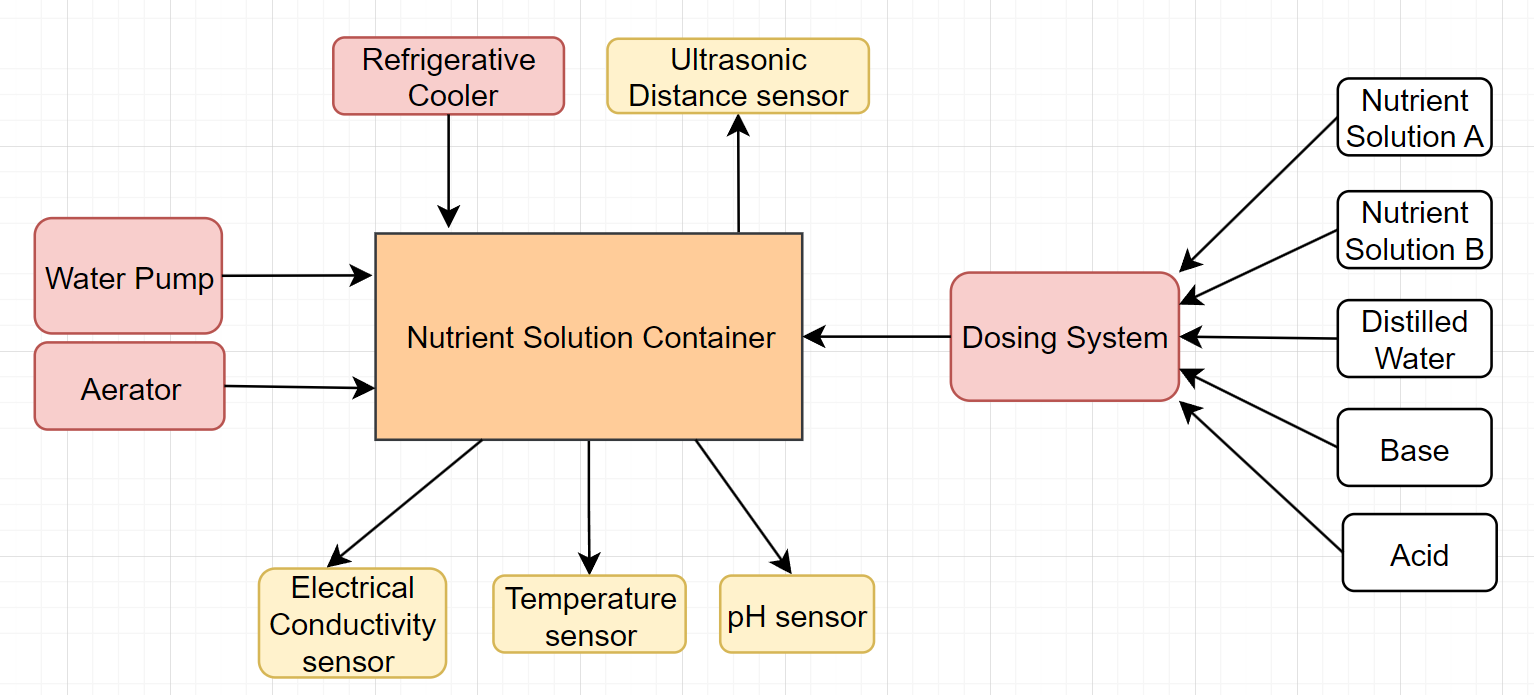 Refrigerative
Cooler
Ultrasonic
Distance sensor
Nutrient
Solution A
Nutrient
Solution B
Water Pump
Nutrient Solution Container
Dosing System
Distilled
Water
Aerator
Base
Acid
Electrical
Conductivity
sensor
Temperature
sensor
pH sensor